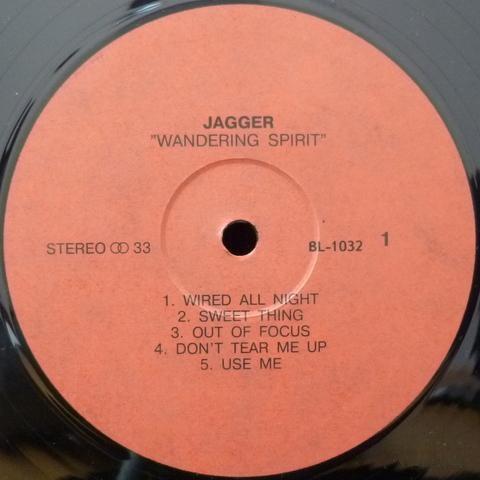 JAGGER
"WANDERING SPIRIT"
STEREO 33
BL-1032 1
1. WIRED ALL NIGHT
2. SWEET THING
3. OUT OF FOCUS
4. DON'T TEAR ME UP
5. USE ME